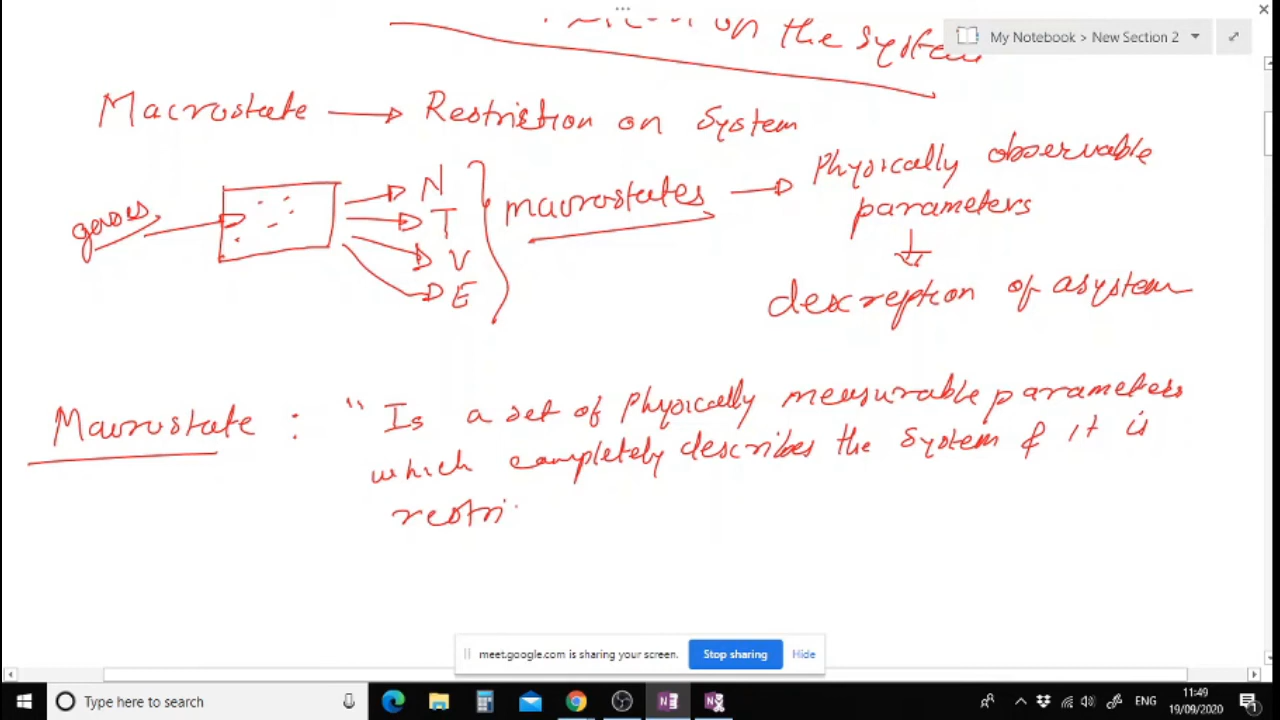 on the system
My Notebook > New Section 2
Macrostate → Restriction on system
gases
N
T
V
E
macrostates → Physically observable
parameters
↓
description of a system
Macrostate : " Is a set of physically measurable parameters
which completely describes the system & it is
restri
meet.google.com is sharing your screen.
Stop sharing
Hide
Type here to search
ENG
11:49
19/09/2020
1